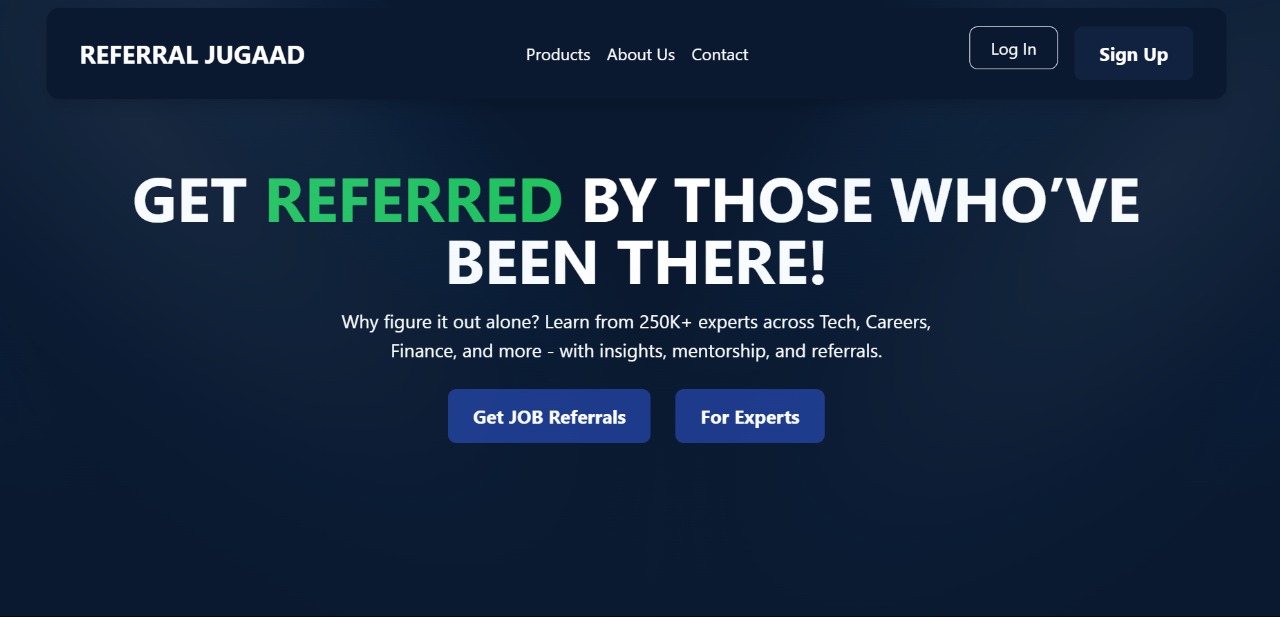 REFERRAL JUGAAD
Products About Us Contact
Log In
Sign Up
GET REFERRED BY THOSE WHO’VE
BEEN THERE!
Why figure it out alone? Learn from 250K+ experts across Tech, Careers,
Finance, and more - with insights, mentorship, and referrals.
Get JOB Referrals
For Experts